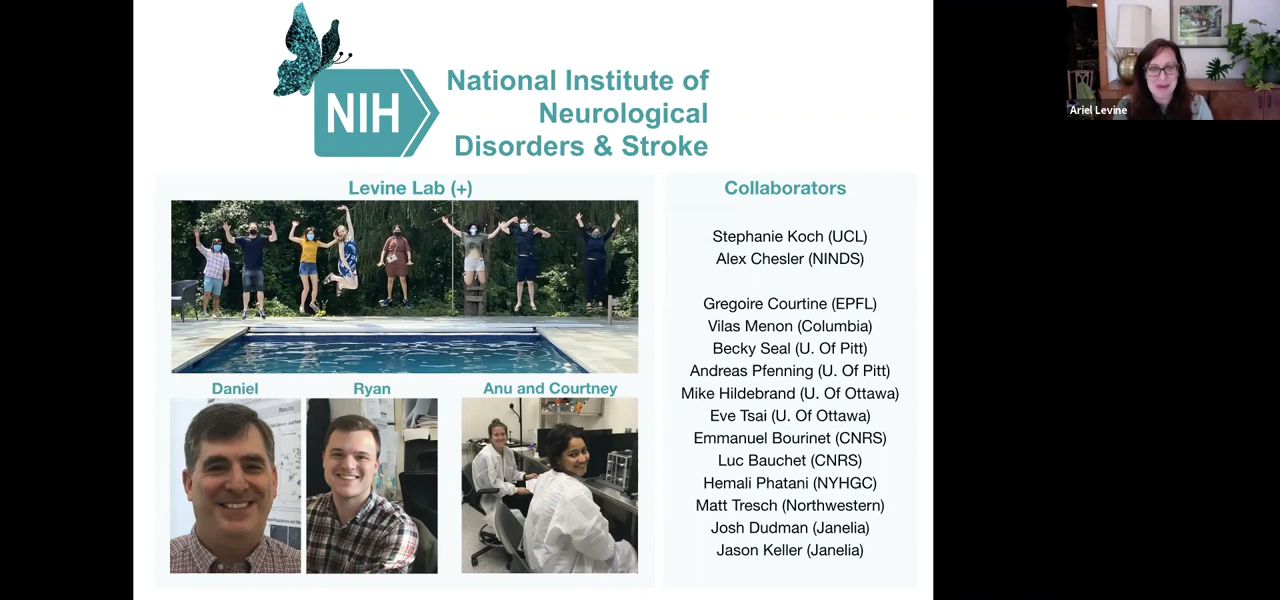 NIH
National Institute of
Neurological
Disorders & Stroke
Ariel Levine
Levine Lab (+)
Daniel
Ryan
Anu and Courtney
Results
Collaborators
Stephanie Koch (UCL)
Alex Chesler (NINDS)
Gregoire Courtine (EPFL)
Vilas Menon (Columbia)
Becky Seal (U. Of Pitt)
Andreas Pfenning (U. Of Pitt)
Mike Hildebrand (U. Of Ottawa)
Eve Tsai (U. Of Ottawa)
Emmanuel Bourinet (CNRS)
Luc Bauchet (CNRS)
Hemali Phatani (NYHGC)
Matt Tresch (Northwestern)
Josh Dudman (Janelia)
Jason Keller (Janelia)